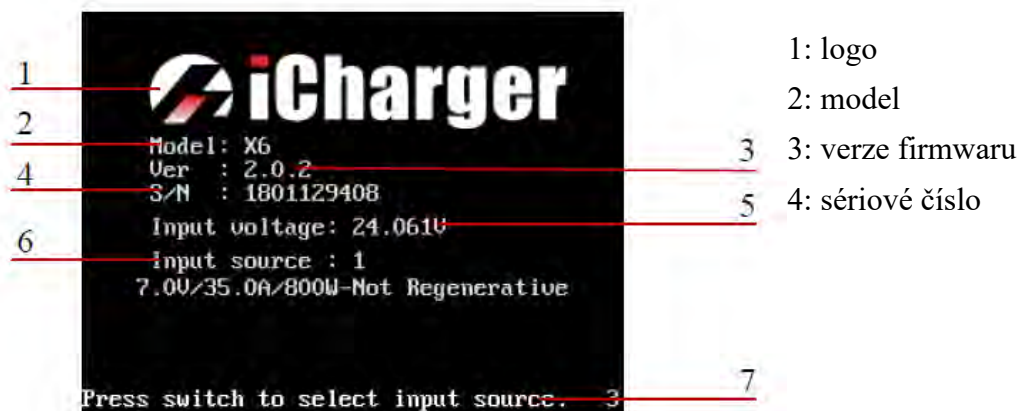 iCharger
1
2
Model: X6
Ver : 2.0.2
3
4
S/N : 1801129408
5
Input voltage: 24.061V
6
Input source : 1
7.0V/35.0A/800W-Not Regenerative
7
Press switch to select input source. 3
1: logo
2: model
3: verze firmwaru
4: sériové číslo